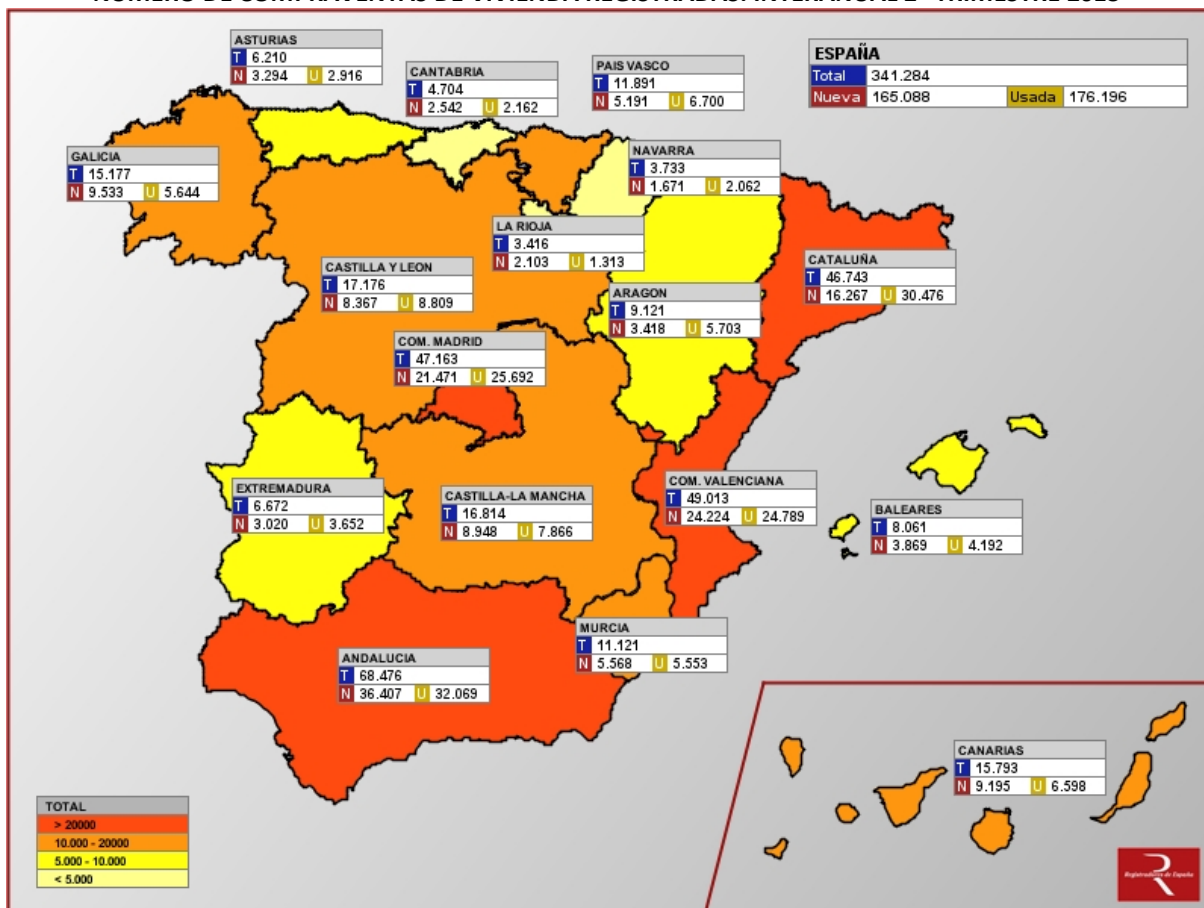 ASTURIAS
T 6.210
N 3.294 U 2.916
CANTABRIA
T 4.704
N 2.542 U 2.162
PAIS VASCO
T 11.891
N 5.191 U 6.700
ESPAÑA
Total 341.284
Nueva 165.088 Usada 176.196
GALICIA
T 15.177
N 9.533 U 5.644
NAVARRA
T 3.733
N 1.671 U 2.062
LA RIOJA
T 3.416
N 2.103 U 1.313
CASTILLA Y LEON
T 17.176
N 8.367 U 8.809
CATALUÑA
T 46.743
N 16.267 U 30.476
ARAGON
T 9.121
N 3.418 U 5.703
COM. MADRID
T 47.163
N 21.471 U 25.692
EXTREMADURA
T 6.672
N 3.020 U 3.652
CASTILLA-LA MANCHA
T 16.814
N 8.948 U 7.866
COM. VALENCIANA
T 49.013
N 24.224 U 24.789
BALEARES
T 8.061
N 3.869 U 4.192
MURCIA
T 11.121
N 5.568 U 5.553
ANDALUCIA
T 68.476
N 36.407 U 32.069
CANARIAS
T 15.793
N 9.195 U 6.598
TOTAL
> 20000
10.000 - 20000
5.000 - 10.000
< 5.000
R
Registradores de España